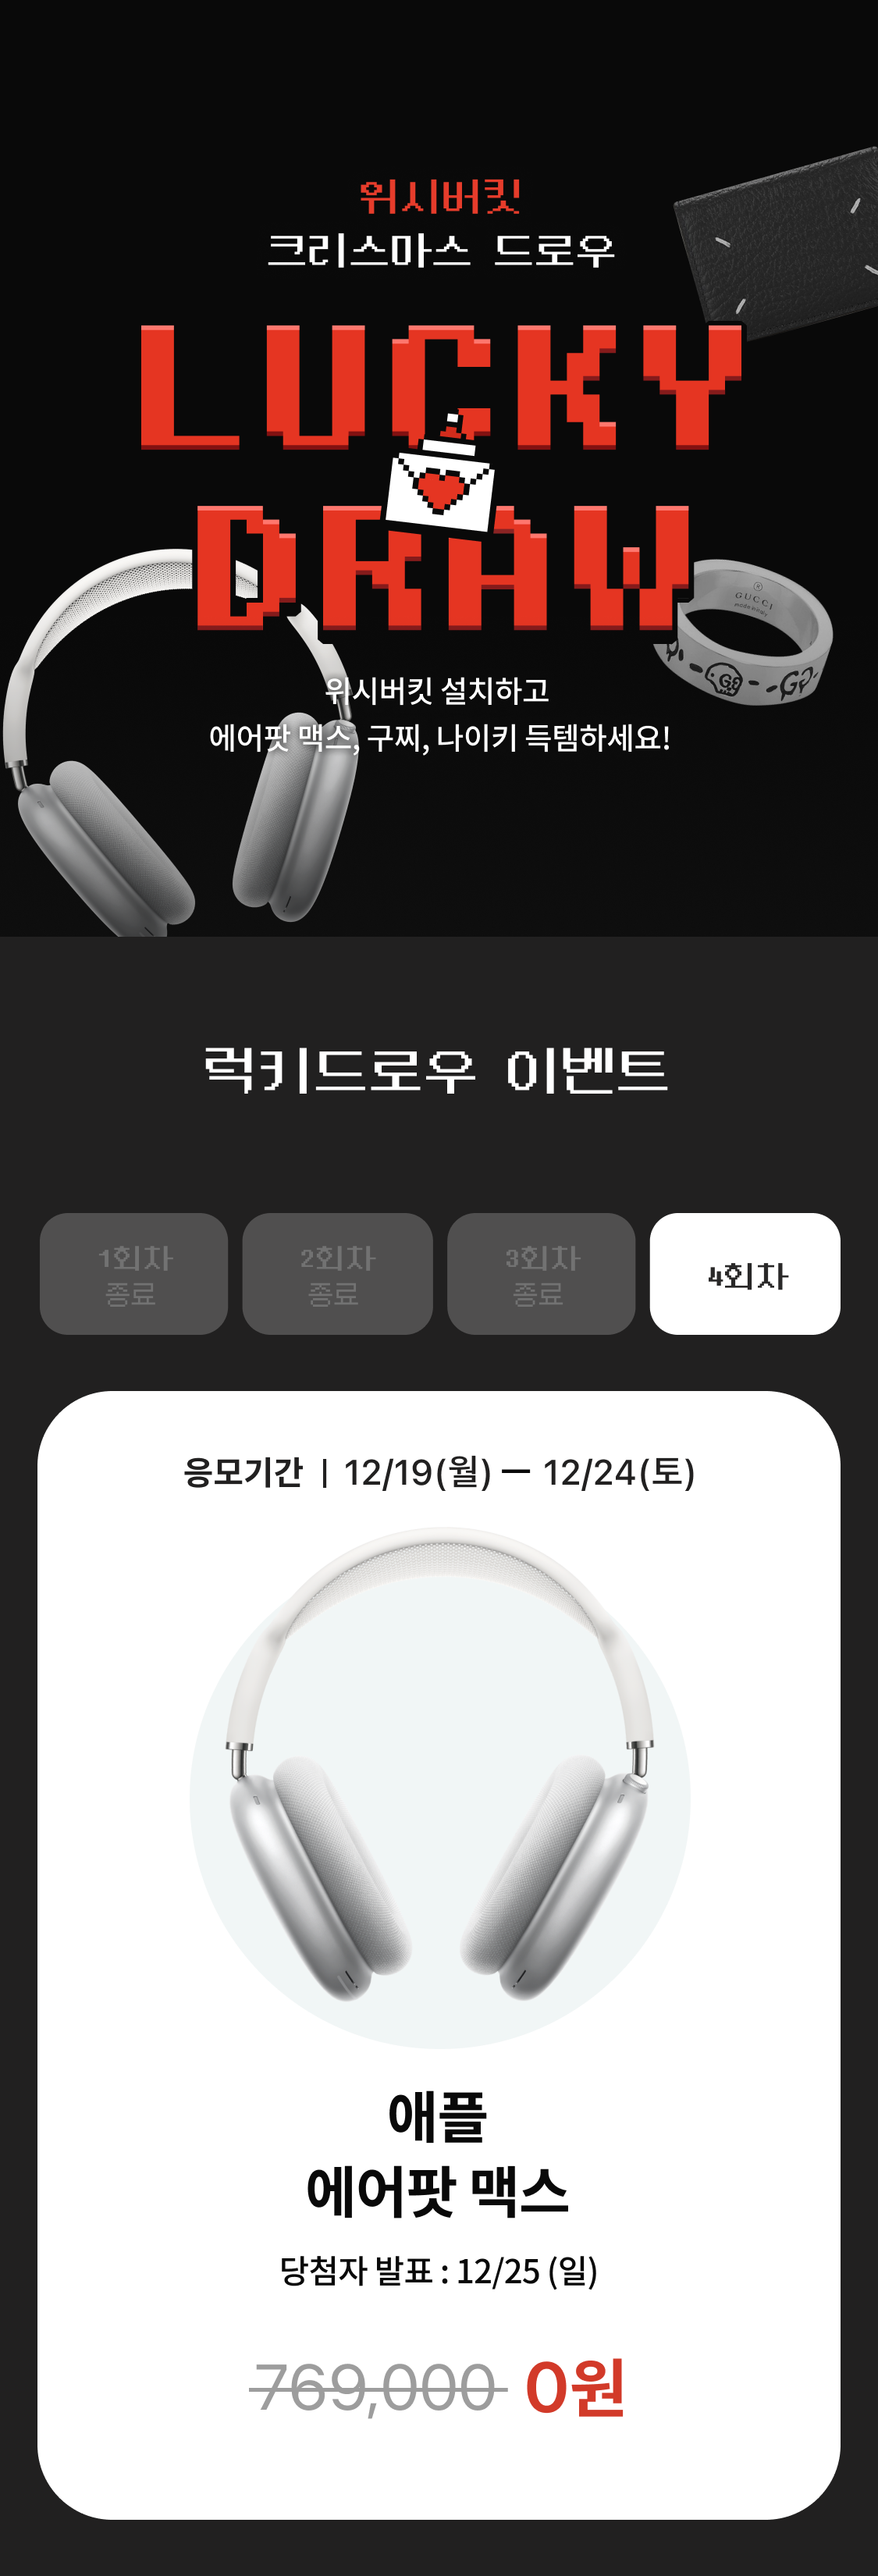 위시버킷
크리스마스 드로우
LUCKY
DRAW
GUCCI
위시버킷 설치하고
에어팟 맥스, 구찌, 나이키 득템하세요!
럭키드로우 이벤트
1회차
종료
2회차
종료
3회차
종료
4회차
응모기간 | 12/19(월) — 12/24(토)
애플
에어팟 맥스
당첨자 발표 : 12/25 (일)
769,000 0원